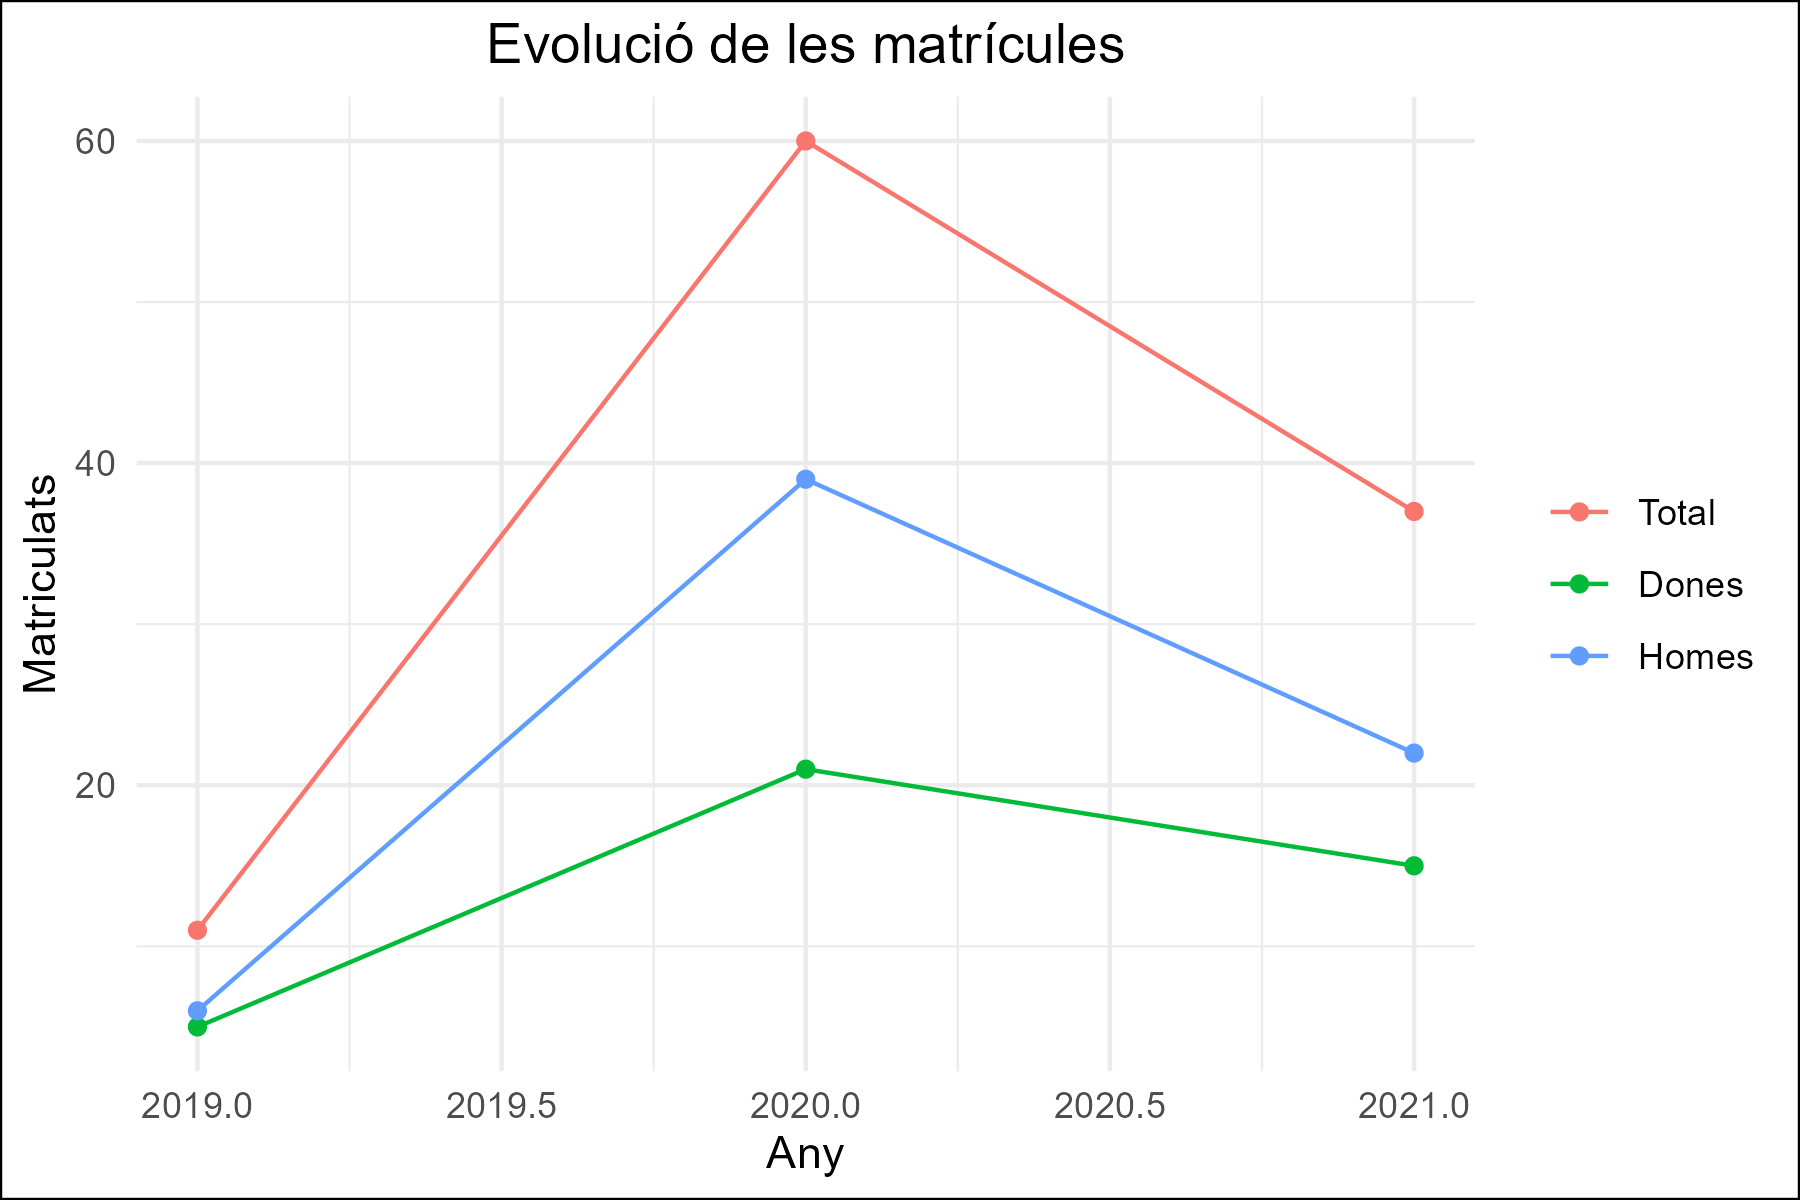 Evolució de les matrícules
60
40
20
Matriculats
2019.0 2019.5 2020.0 2020.5 2021.0
Any
Total
Dones
Homes